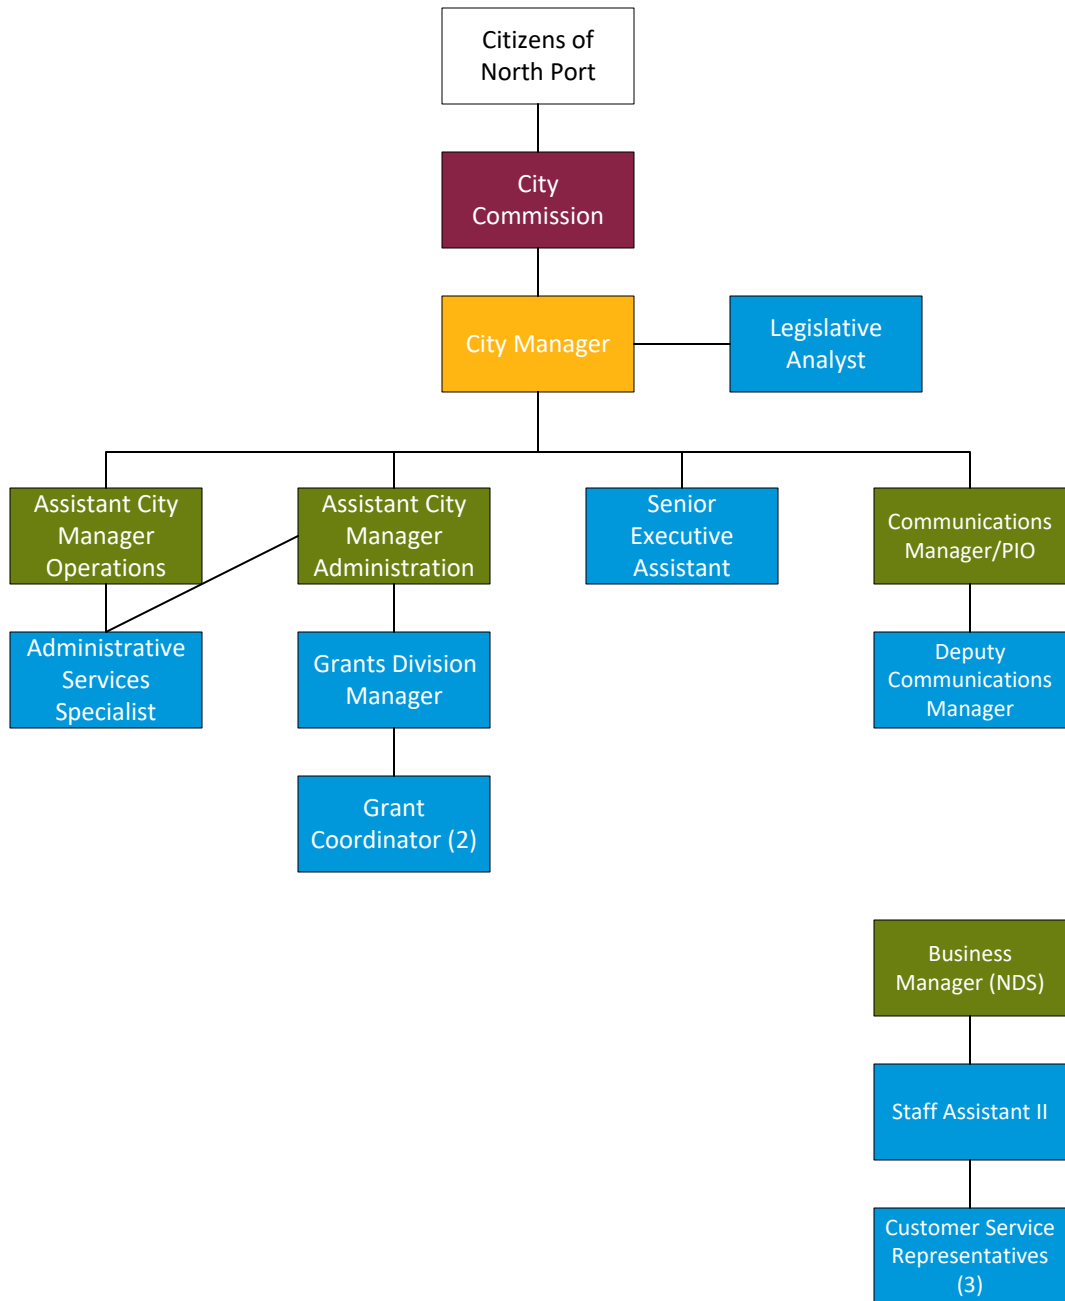 Citizens of
North Port
City
Commission
City Manager
Legislative
Analyst
Assistant City
Manager
Operations
Assistant City
Manager
Administration
Senior
Executive
Assistant
Communications
Manager/PIO
Administrative
Services
Specialist
Grants Division
Manager
Deputy
Communications
Manager
Grant
Coordinator (2)
Business
Manager (NDS)
Staff Assistant II
Customer Service
Representatives
(3)